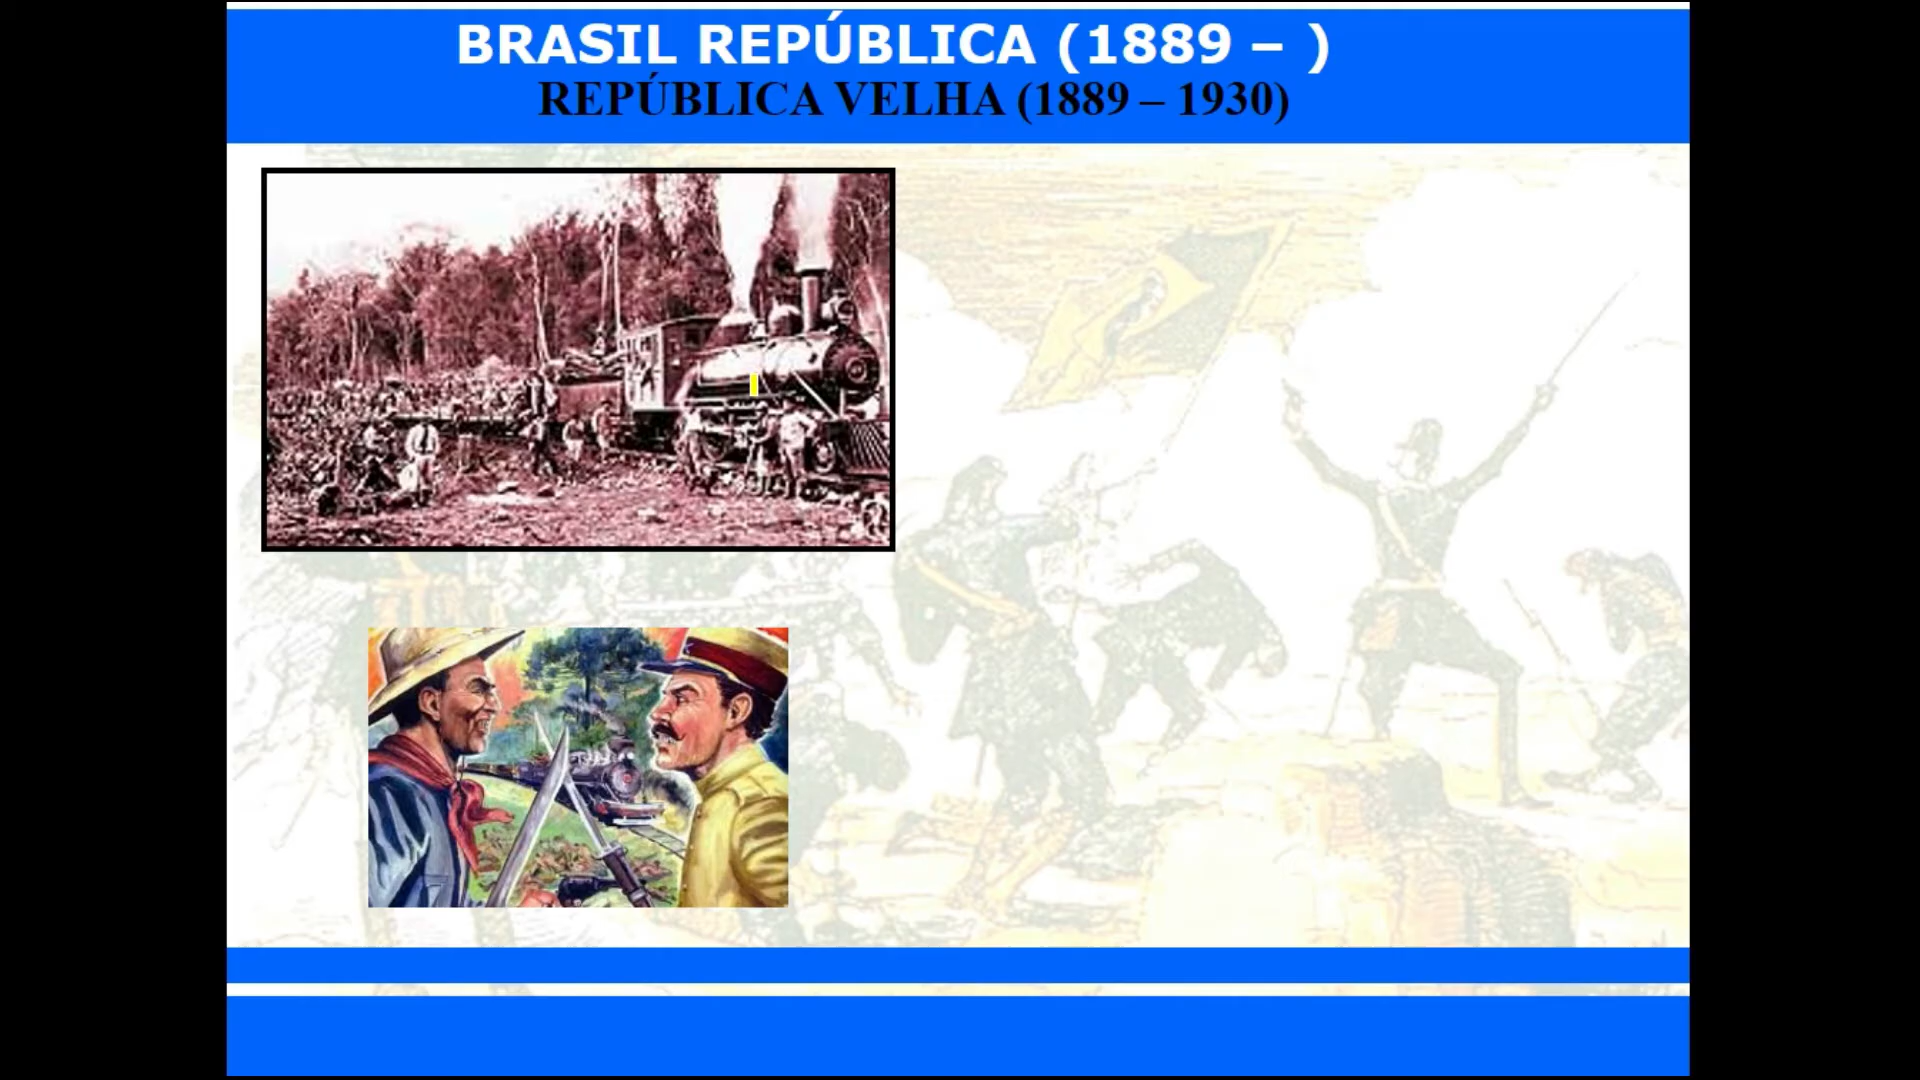 BRASIL REPÚBLICA (1889 – )
REPÚBLICA VELHA (1889 – 1930)